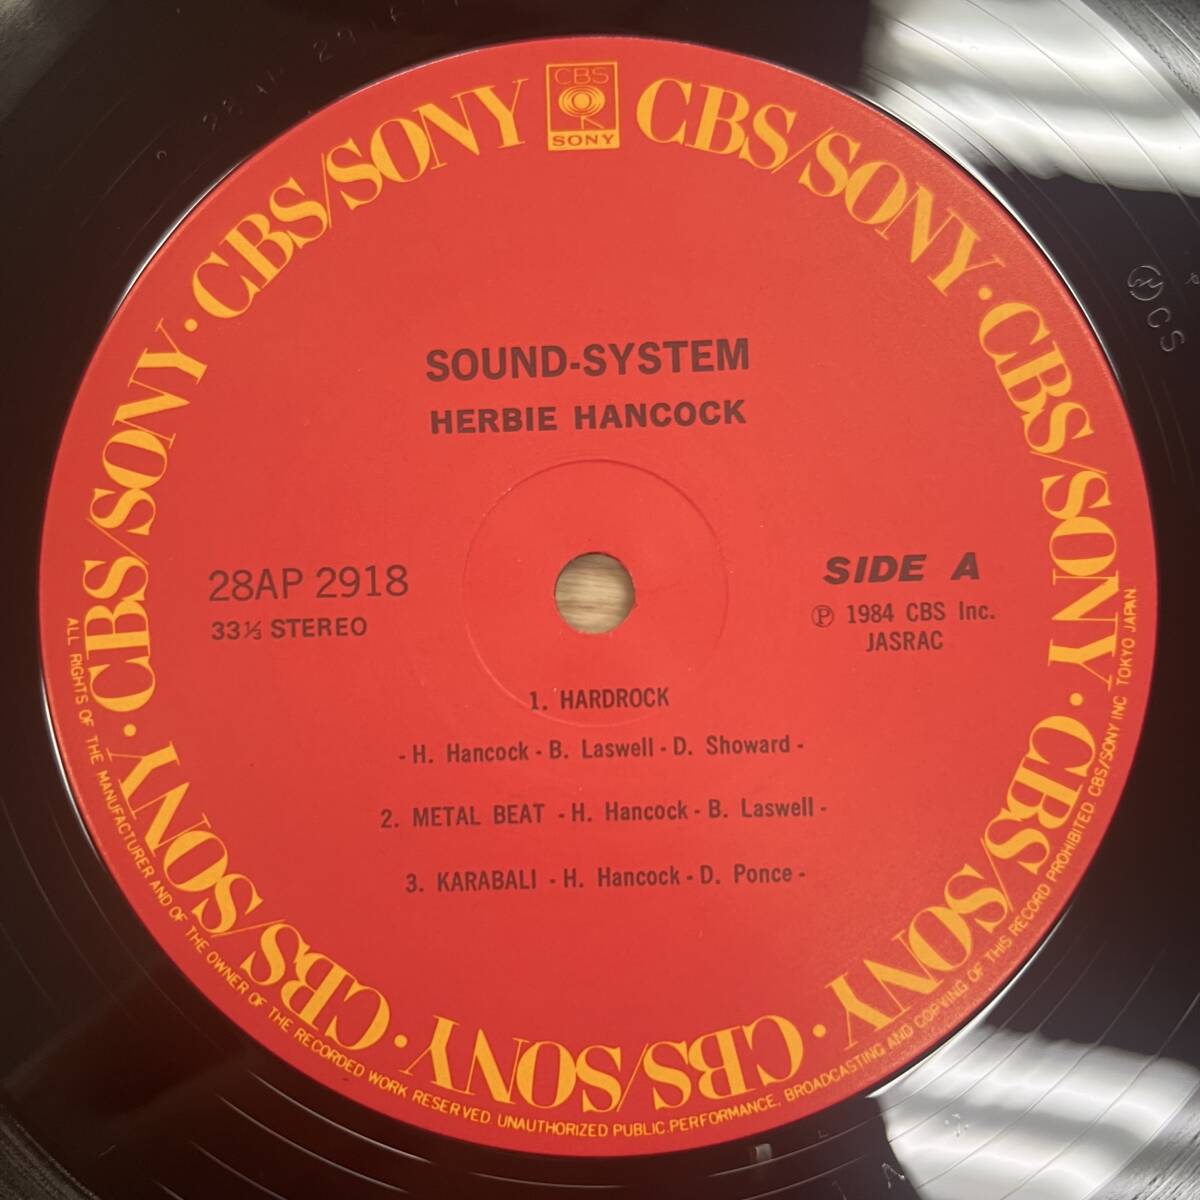 CBS
SONY
CBS/SONY · CBS/SONY · CBS/SONY · CBS/SONY · CBS/SONY · CBS/SONY · CBS/SONY · CBS/SONY
SOUND-SYSTEM
HERBIE HANCOCK
28AP 2918
33⅓ STEREO
SIDE A
Ⓟ 1984 CBS Inc.
JASRAC
1. HARDROCK
- H. Hancock - B. Laswell - D. Showard -
2. METAL BEAT - H. Hancock - B. Laswell -
3. KARABALI - H. Hancock - D. Ponce -
ALL RIGHTS OF THE MANUFACTURER AND OF THE OWNER OF THE RECORDED WORK RESERVED. UNAUTHORIZED PUBLIC PERFORMANCE, BROADCASTING AND COPYING OF THIS RECORD PROHIBITED. CBS/SONY INC TOKYO JAPAN
CS